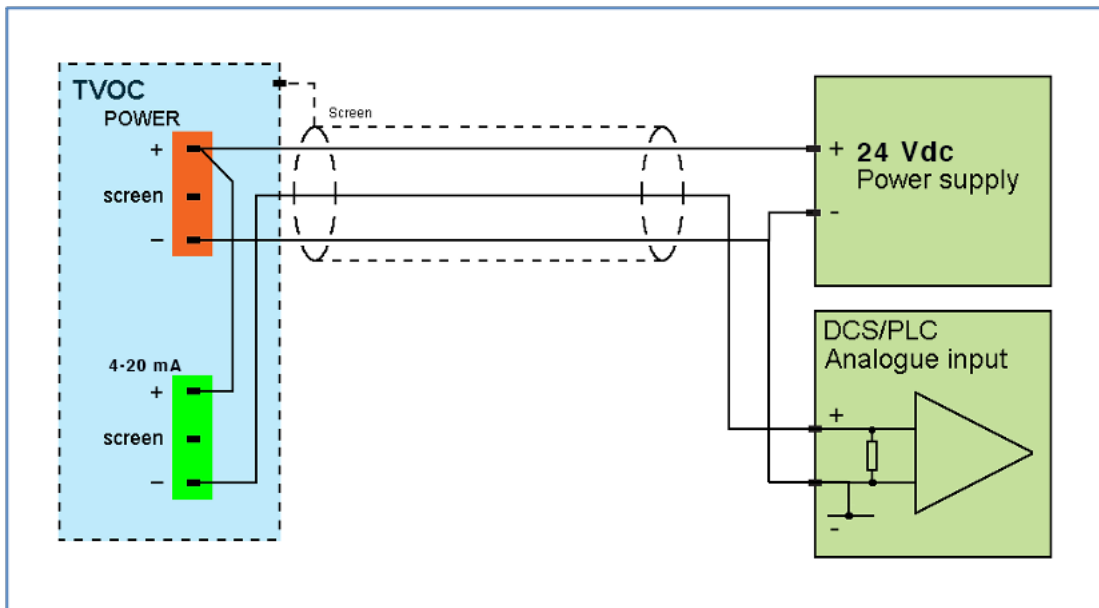 TVOC
POWER
+
screen
–
4-20 mA
+
screen
–
Screen
+ 24 Vdc
Power supply
-
DCS/PLC
Analogue input
+
-